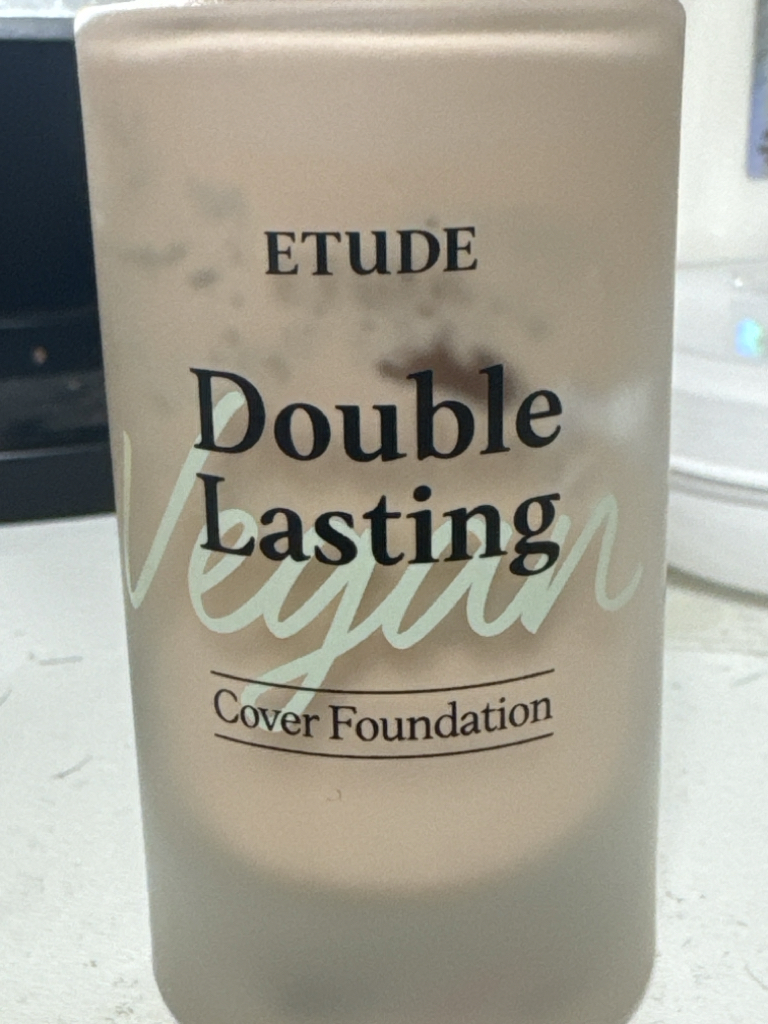 ETUDE
Double
Lasting
Vegan
Cover Foundation